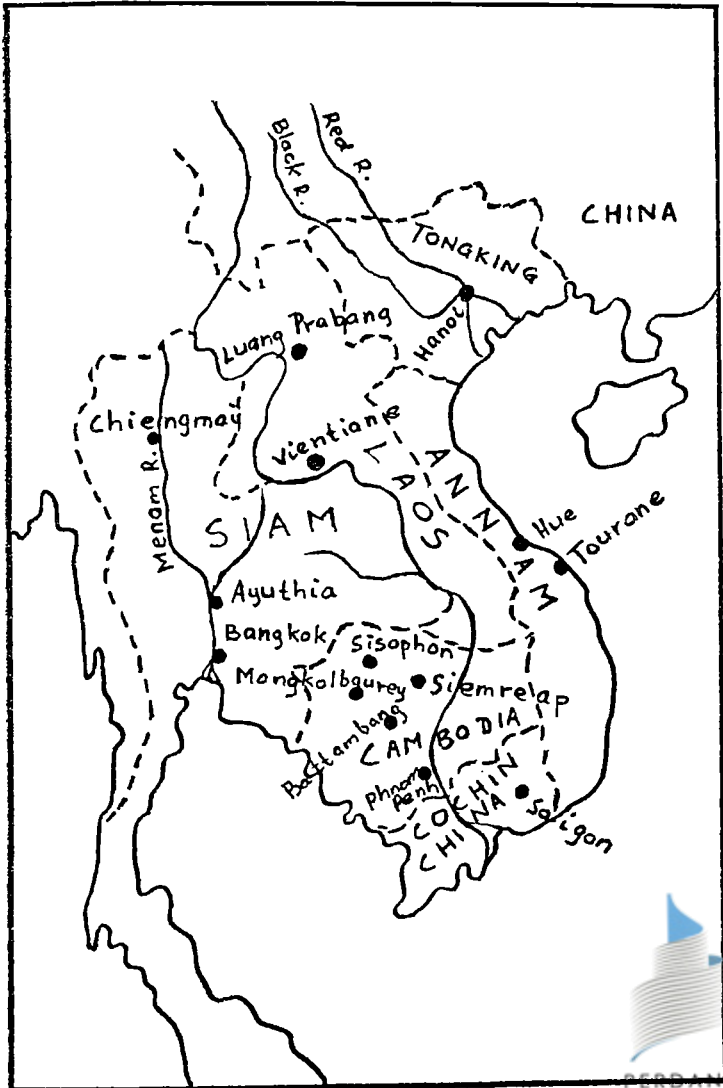 Black R.
Red R.
CHINA
TONGKING
Hanoi
Luang Prabang
Chiengmay
Vientiane
LAOS
ANNAM
Menam R.
SIAM
Hue
Tourane
Ayuthia
Bangkok
Sisophon
Mongkolbourey
Siemreap
Battambang
CAMBODIA
Phnom
Penh
COCHIN
CHINA
Saigon